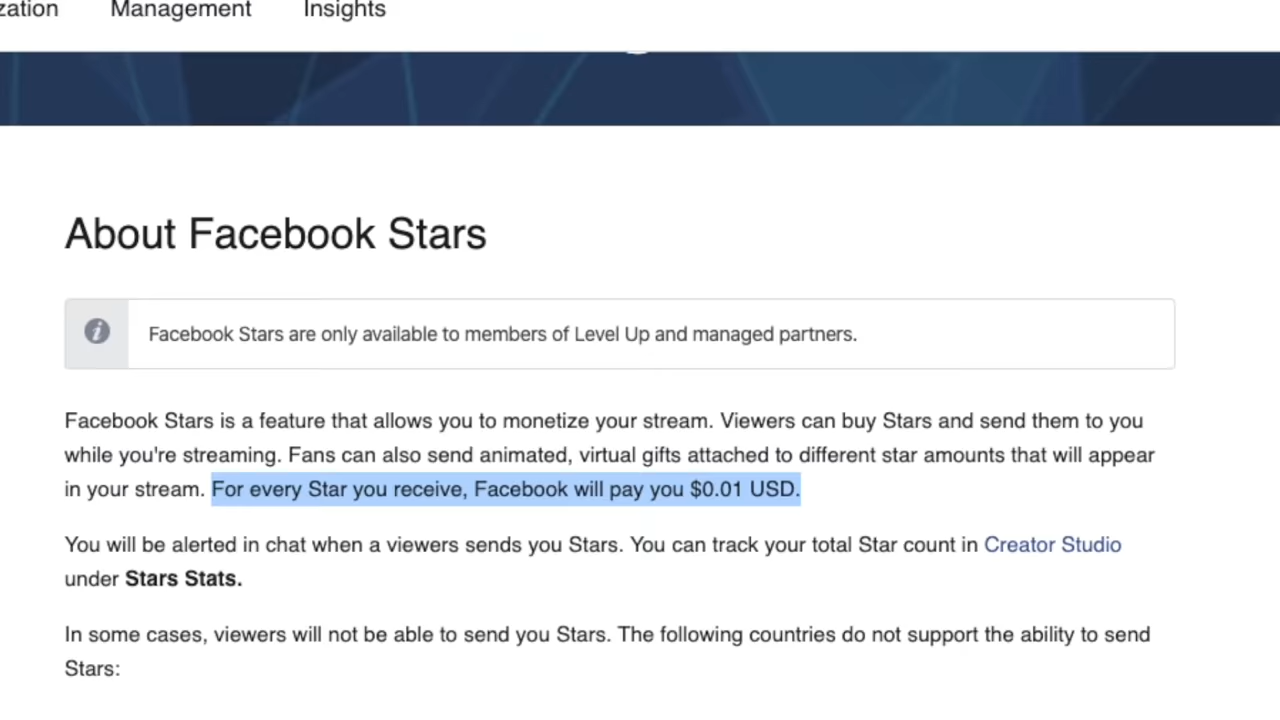 zation Management Insights
About Facebook Stars
i Facebook Stars are only available to members of Level Up and managed partners.
Facebook Stars is a feature that allows you to monetize your stream. Viewers can buy Stars and send them to you
while you're streaming. Fans can also send animated, virtual gifts attached to different star amounts that will appear
in your stream. For every Star you receive, Facebook will pay you $0.01 USD.
You will be alerted in chat when a viewers sends you Stars. You can track your total Star count in Creator Studio
under Stars Stats.
In some cases, viewers will not be able to send you Stars. The following countries do not support the ability to send
Stars: